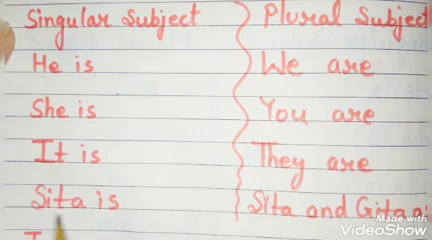 Singular Subject
Plural Subject
He is
We are
She is
You are
It is
They are
Sita is
Sita and Gita a
I
Made with
VideoShow